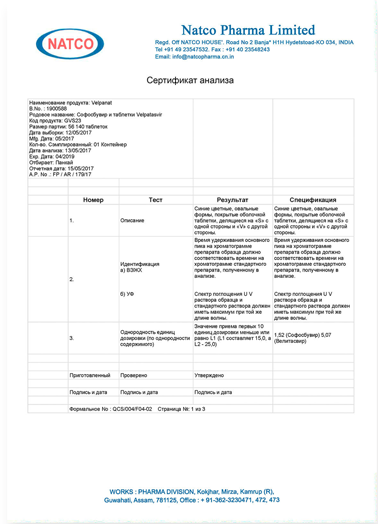 NATCO
Natco Pharma Limited
Regd. Off NATCO HOUSE'. Road No 2 Banja* H1H Hydelstoad-KO 034, INDIA
Tel +91 49 23547532. Fax : +91 40 23548243
Email: info@natcopharma.cn.in
Сертификат анализа
Наименование продукта: Velpanat
B.No. : 1900588
Родовое название: Софосбувир и таблетки Velpatasvir
Код продукта: GVS23
Размер партии: 56 140 таблеток
Дата выборки: 12/05/2017
Mfg. Дата: 05/2017
Кол-во. Сэмплированный: 01 Контейнер
Дата анализа: 13/05/2017
Exp. Дата: 04/2019
Отбирает: Панкай
Отчетная дата: 15/05/2017
A.P. No .: FP / AR / 179/17
Номер Тест Результат Спецификация
1. Описание
Синие цветные, овальные
формы, покрытые оболочкой
таблетки, делящиеся на «S» с
одной стороны и «V» с другой
стороны.
Синие цветные, овальные
формы, покрытые оболочкой
таблетки, делящиеся на «S» с
одной стороны и «V» с другой
стороны.
2.
Идентификация
а) ВЭЖХ
Время удерживания основного
пика на хроматограмме
препарата образца должно
соответствовать времени на
хроматограмме стандартного
препарата, полученному в
анализе.
Время удерживания основного
пика на хроматограмме
препарата образца должно
соответствовать времени на
хроматограмме стандартного
препарата, полученному в
анализе.
б) УФ
Спектр поглощения U V
раствора образца и
стандартного раствора должен
иметь максимум при той же
длине волны.
Спектр поглощения U V
раствора образца и
стандартного раствора должен
иметь максимум при той же
длине волны.
3.
Однородность единиц
дозировки (по однородности
содержимого)
Значение приема первых 10
единиц дозировки меньше или
равно L1 (L1 составляет 15,0, а
L2 - 25,0)
1,52 (Софосбувир) 5,07
(Велпитасвир)
Приготовленный Проверено Утверждено
Подпись и дата Подпись и дата Подпись и дата
Формальное No : QCS/004/F04-02 Страница №: 1 из 3
WORKS : PHARMA DIVISION, Kokjhar, Mirza, Kamrup (R),
Guwahati, Assam, 781125, Office : + 91-362-3230471, 472, 473